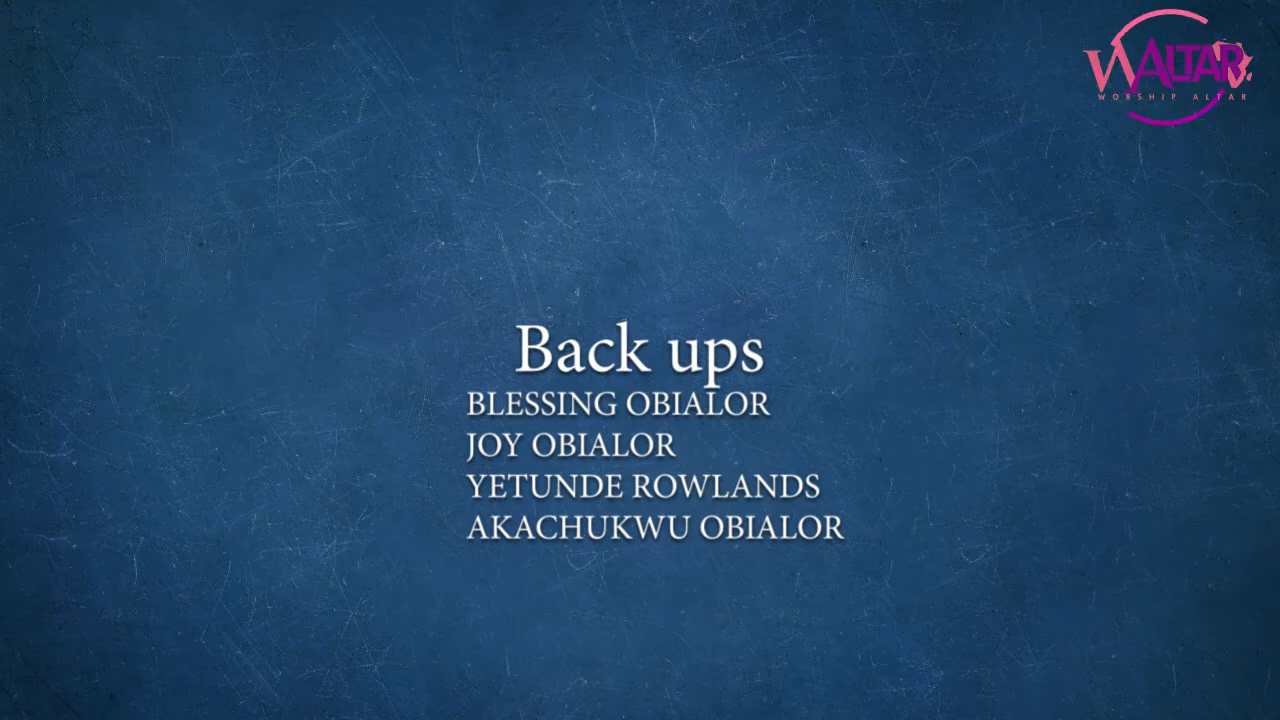 WALTAR
WORSHIP ALTAR
Back ups
BLESSING OBIALOR
JOY OBIALOR
YETUNDE ROWLANDS
AKACHUKWU OBIALOR